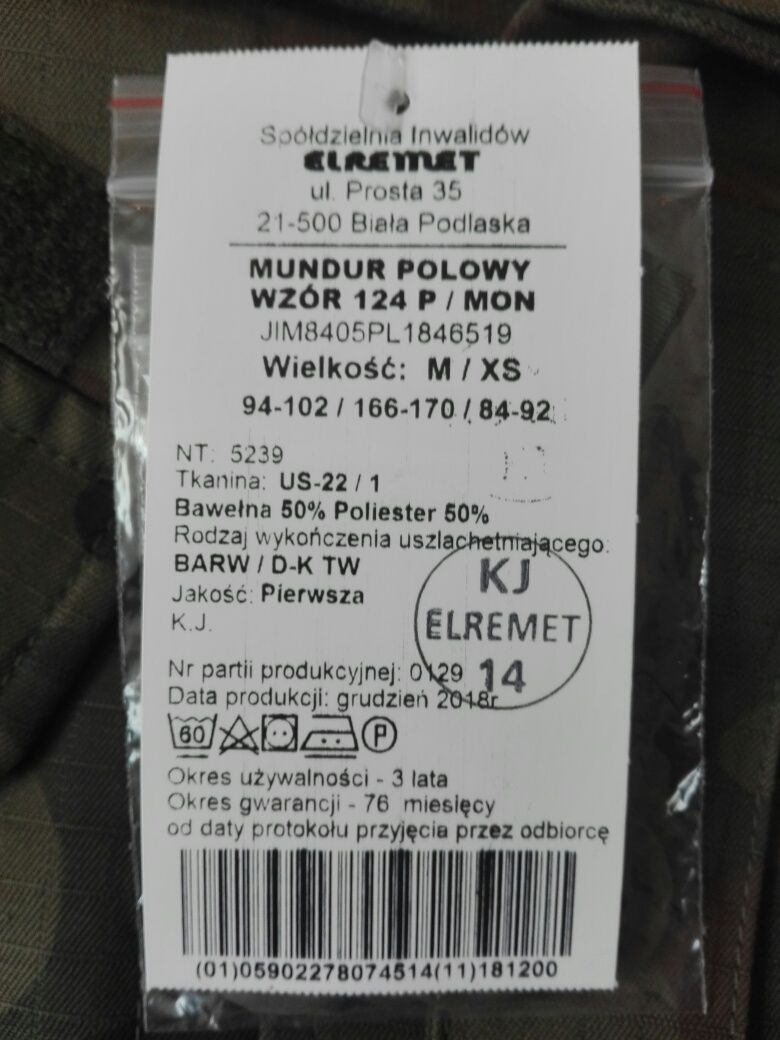 Spółdzielnia Inwalidów
ELREMET
ul. Prosta 35
21-500 Biała Podlaska
MUNDUR POLOWY
WZÓR 124 P / MON
JIM8405PL1846519
Wielkość: M / XS
94-102 / 166-170 / 84-92
NT: 5239
Tkanina: US-22 / 1
Bawełna 50% Poliester 50%
Rodzaj wykończenia uszlachetniającego:
BARW / D-K TW
Jakość: Pierwsza
K.J.
KJ
ELREMET
14
Nr partii produkcyjnej: 0129
Data produkcji: grudzień 2018r
60
P
Okres używalności - 3 lata
Okres gwarancji - 76 miesięcy
od daty protokołu przyjęcia przez odbiorcę
(01)05902278074514(11)181200